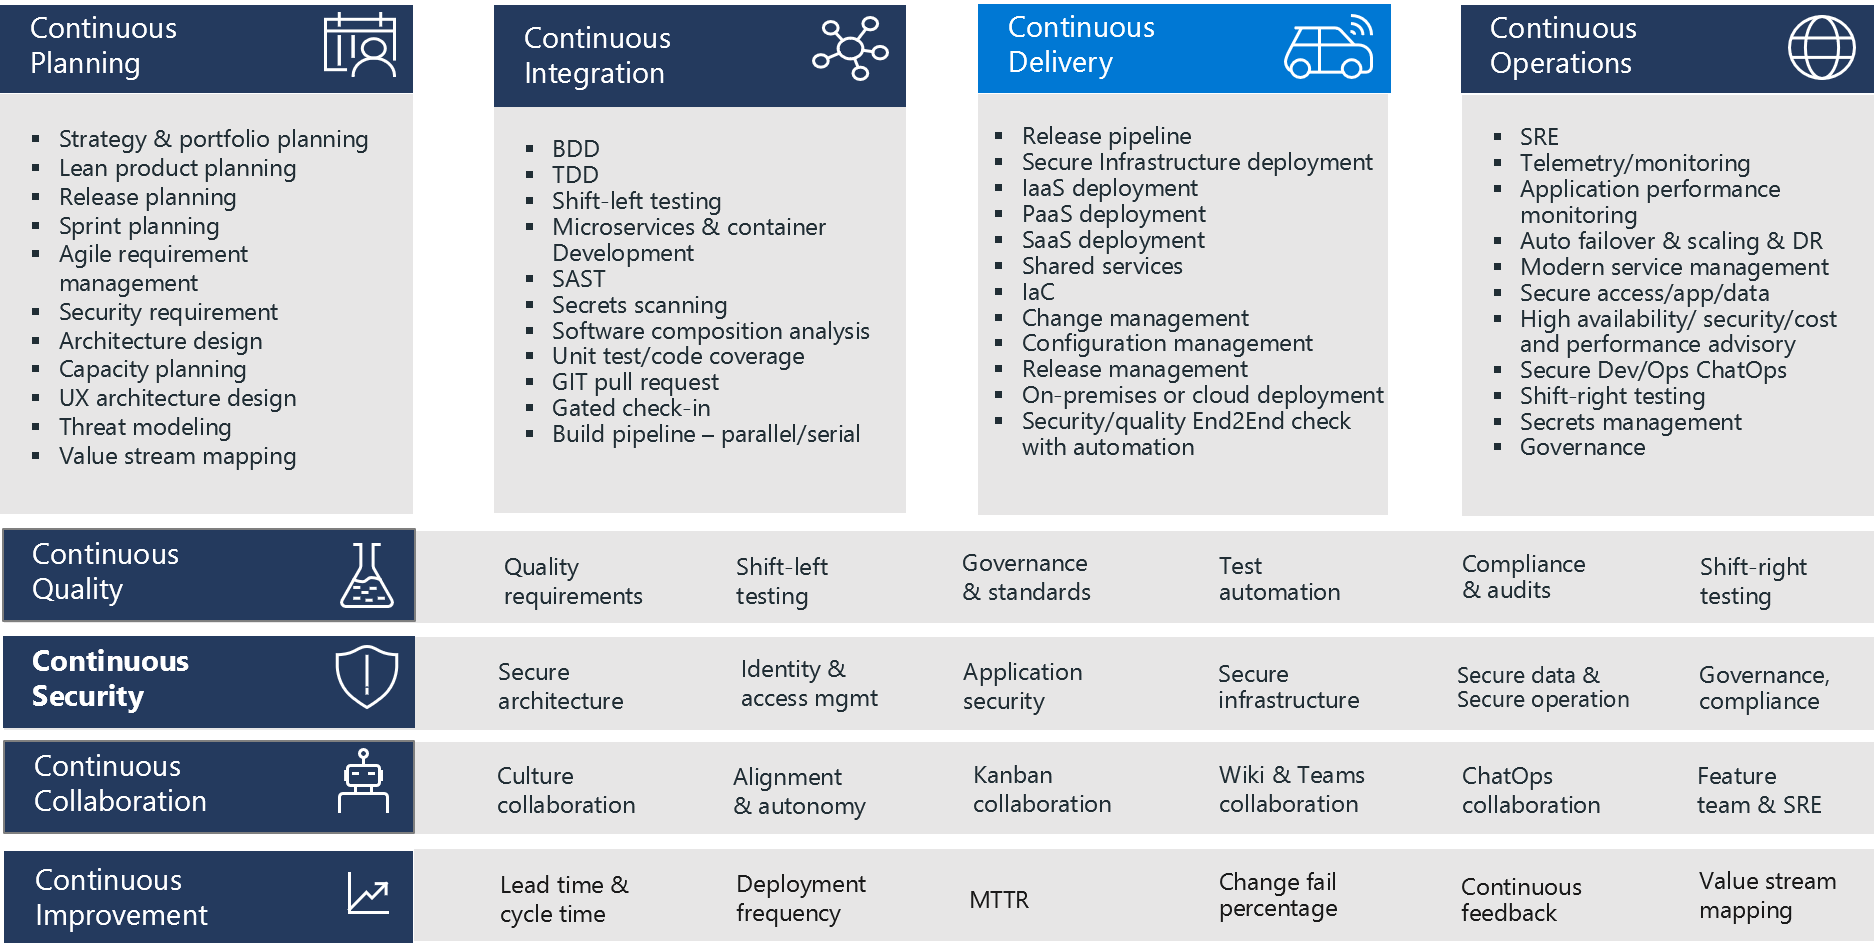 Continuous
Planning
Strategy & portfolio planning
Lean product planning
Release planning
Sprint planning
Agile requirement
management
Security requirement
Architecture design
Capacity planning
UX architecture design
Threat modeling
Value stream mapping
Continuous
Integration
BDD
TDD
Shift-left testing
Microservices & container
Development
SAST
Secrets scanning
Software composition analysis
Unit test/code coverage
GIT pull request
Gated check-in
Build pipeline – parallel/serial
Continuous
Delivery
Release pipeline
Secure Infrastructure deployment
IaaS deployment
PaaS deployment
SaaS deployment
Shared services
IaC
Change management
Configuration management
Release management
On-premises or cloud deployment
Security/quality End2End check
with automation
Continuous
Operations
SRE
Telemetry/monitoring
Application performance
monitoring
Auto failover & scaling & DR
Modern service management
Secure access/app/data
High availability/ security/cost
and performance advisory
Secure Dev/Ops ChatOps
Shift-right testing
Secrets management
Governance
Continuous
Quality
Quality
requirements
Shift-left
testing
Governance
& standards
Test
automation
Compliance
& audits
Shift-right
testing
Continuous
Security
Secure
architecture
Identity &
access mgmt
Application
security
Secure
infrastructure
Secure data &
Secure operation
Governance,
compliance
Continuous
Collaboration
Culture
collaboration
Alignment
& autonomy
Kanban
collaboration
Wiki & Teams
collaboration
ChatOps
collaboration
Feature
team & SRE
Continuous
Improvement
Lead time &
cycle time
Deployment
frequency
MTTR
Change fail
percentage
Continuous
feedback
Value stream
mapping